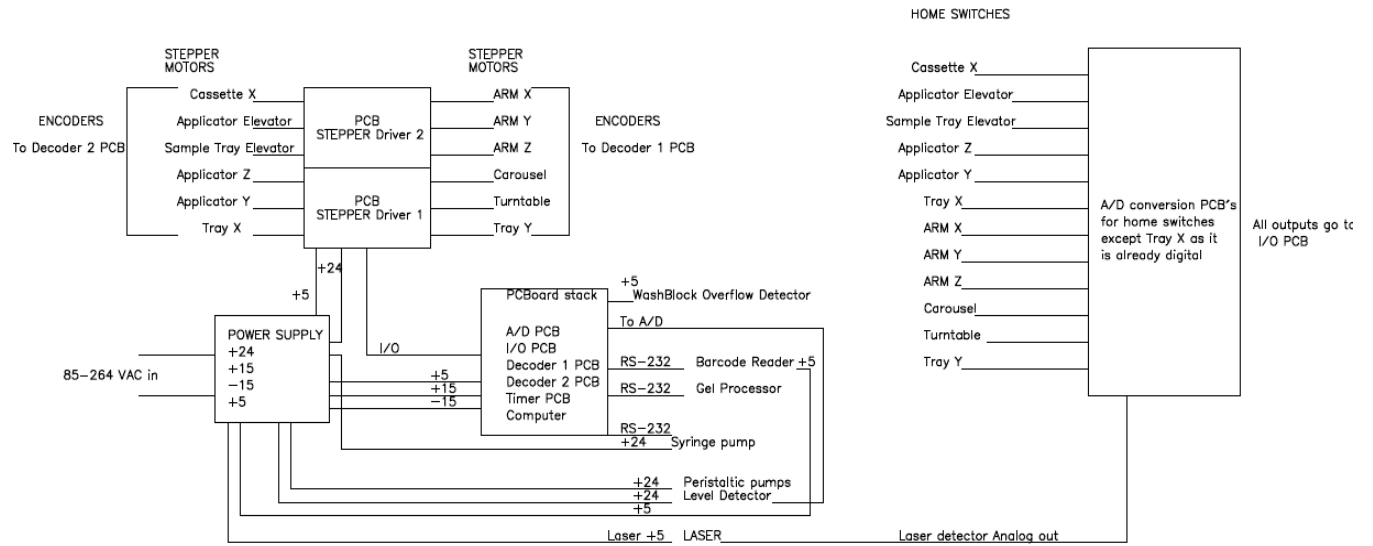 HOME SWITCHES
STEPPER
MOTORS
STEPPER
MOTORS
Cassette X
Applicator Elevator
Sample Tray Elevator
Applicator Z
Applicator Y
Tray X
ENCODERS
To Decoder 2 PCB
PCB
STEPPER Driver 2
PCB
STEPPER Driver 1
ARM X
ARM Y
ARM Z
Carousel
Turntable
Tray Y
ENCODERS
To Decoder 1 PCB
Cassette X
Applicator Elevator
Sample Tray Elevator
Applicator Z
Applicator Y
Tray X
ARM X
ARM Y
ARM Z
Carousel
Turntable
Tray Y
A/D conversion PCB's
for home switches
except Tray X as it
is already digital
All outputs go to
I/O PCB
+24
+5
POWER SUPPLY
+24
+15
-15
+5
85-264 VAC in
I/O
+5
+15
-15
PCBoard stack
A/D PCB
I/O PCB
Decoder 1 PCB
Decoder 2 PCB
Timer PCB
Computer
+5
WashBlock Overflow Detector
To A/D
RS-232 Barcode Reader +5
RS-232 Gel Processor
RS-232
+24 Syringe pump
+24 Peristaltic pumps
+24 Level Detector
+5
Laser +5 LASER Laser detector Analog out